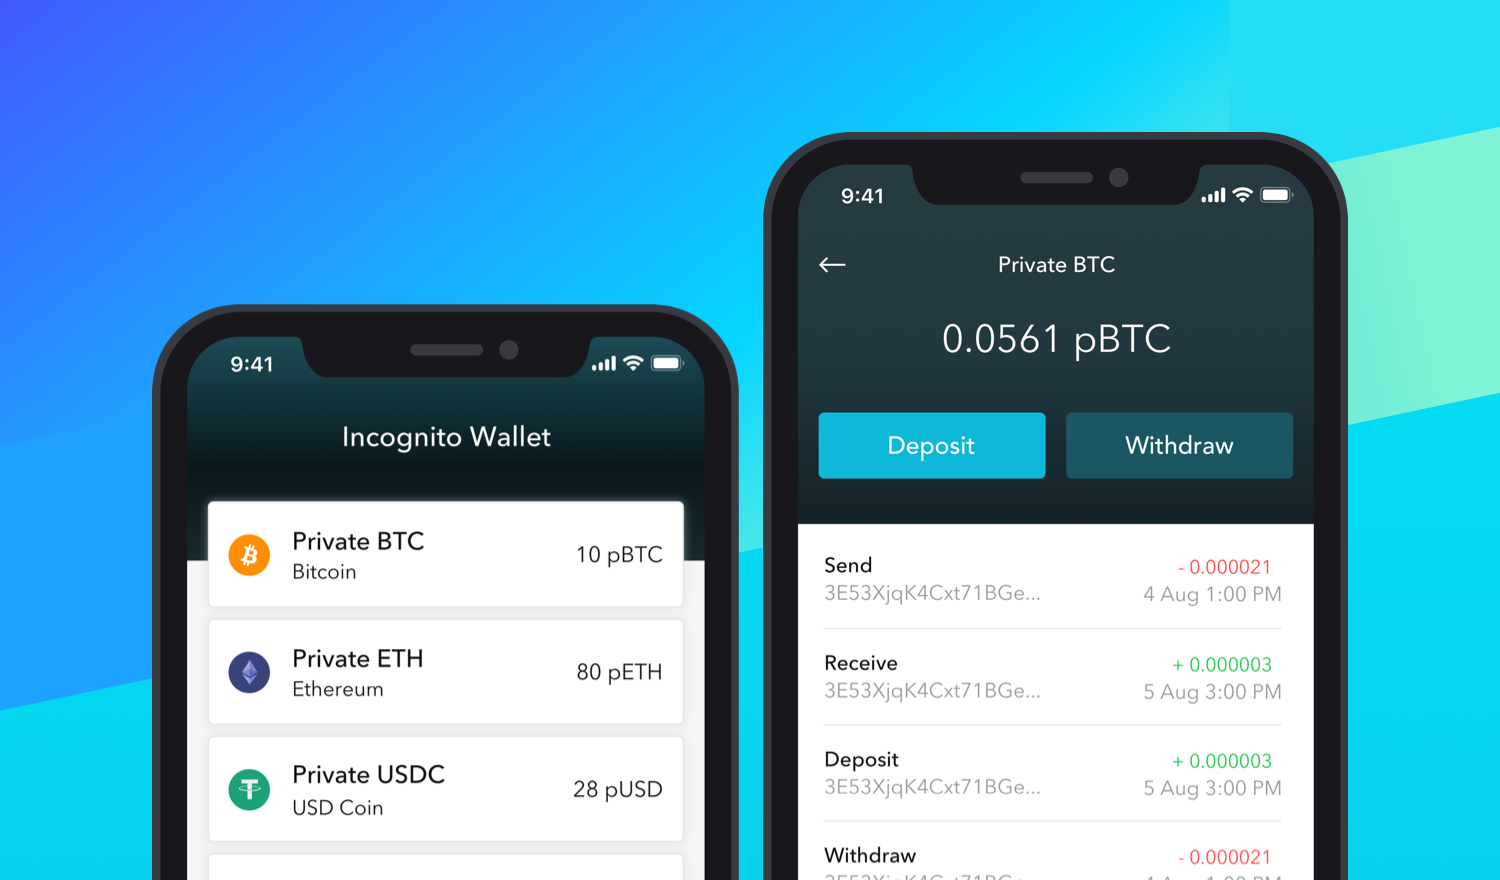 9:41
Incognito Wallet
Private BTC
Bitcoin
10 pBTC
Private ETH
Ethereum
80 pETH
Private USDC
USD Coin
28 pUSD
9:41
Private BTC
0.0561 pBTC
Deposit
Withdraw
Send
- 0.000021
3E53XjqK4Cxt71BGe...
4 Aug 1:00 PM
Receive
+ 0.000003
3E53XjqK4Cxt71BGe...
5 Aug 3:00 PM
Deposit
+ 0.000003
3E53XjqK4Cxt71BGe...
5 Aug 3:00 PM
Withdraw
- 0.000021